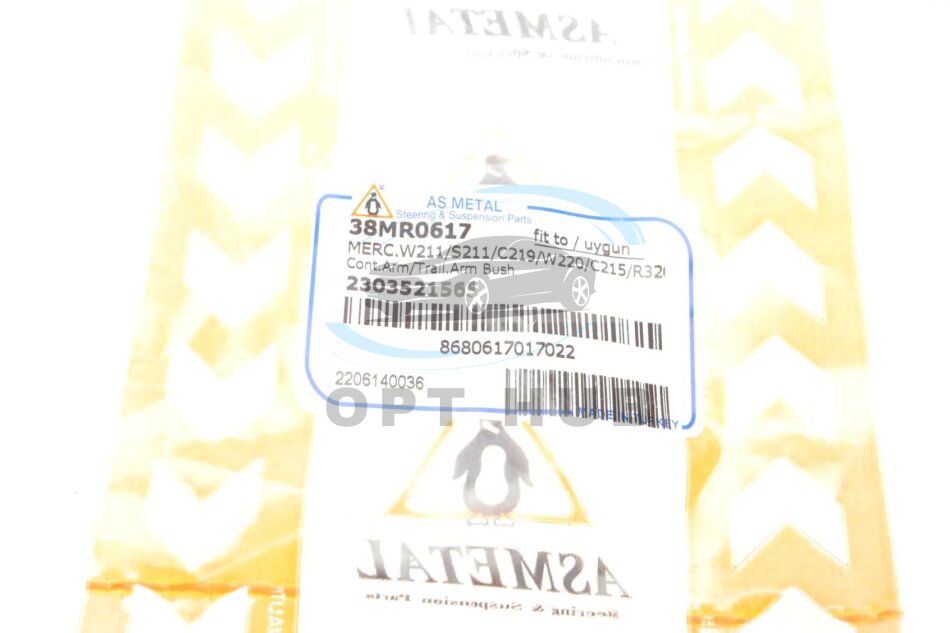 ASMETAL
AS METAL
Steering & Suspension Parts
38MR0617
fit to / uygun
MERC.W211/S211/C219/W220/C215/R320
Cont.Arm/Trail.Arm Bush
2303521565
8680617017022
2206140036
MADE IN TURKEY
OPT HUB
ASMETAL
Steering & Suspension Parts